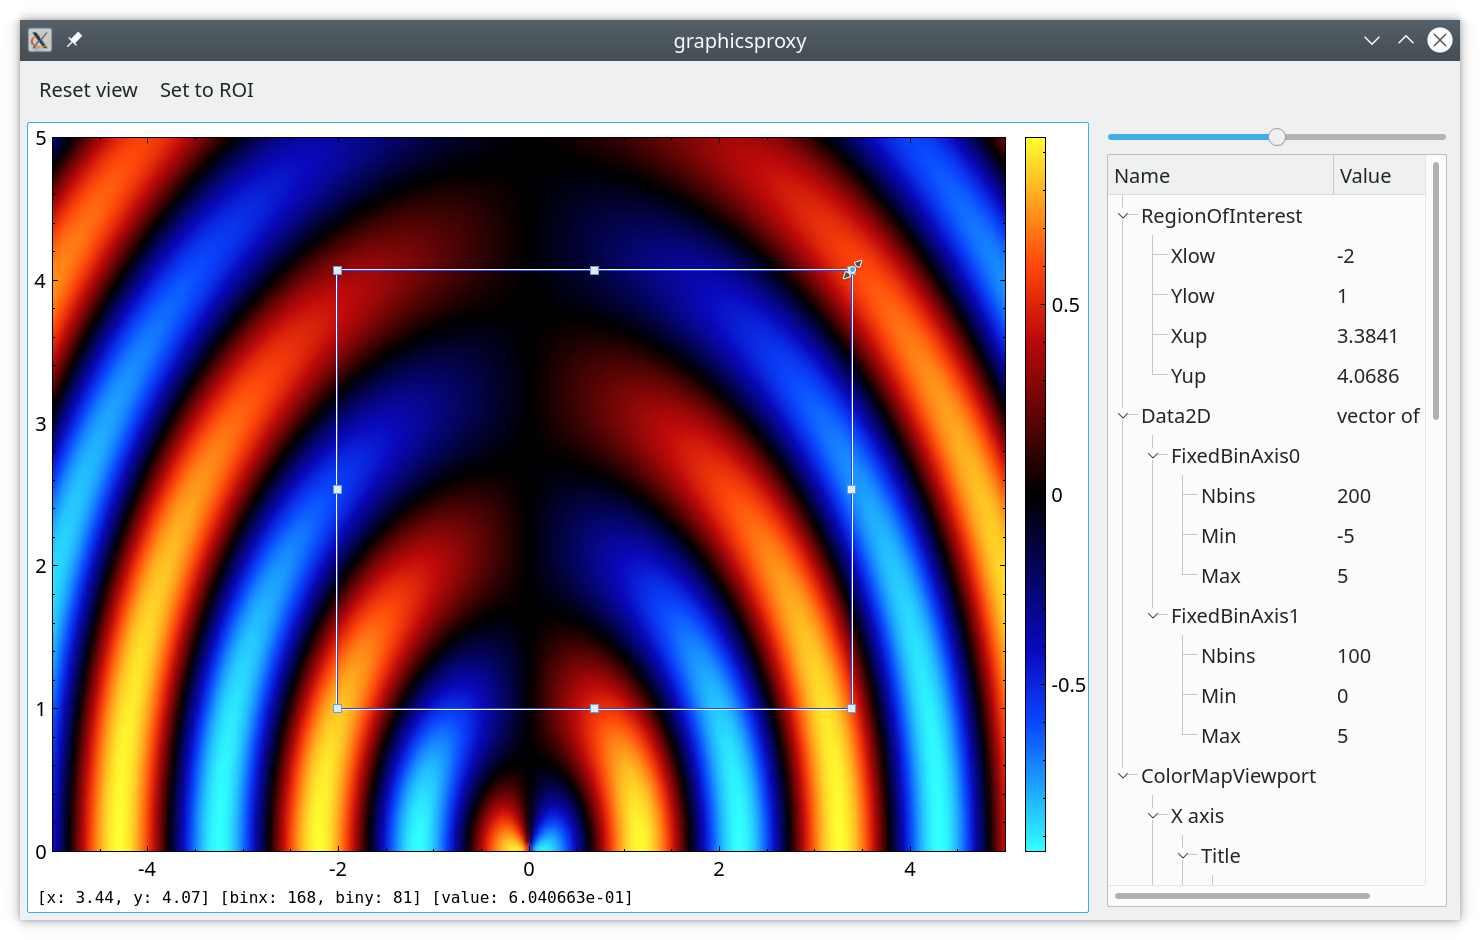 graphicsproxy
Reset view Set to ROI
5
4
3
2
1
0
-4 -2 0 2 4
0.5
0
-0.5
[x: 3.44, y: 4.07] [binx: 168, biny: 81] [value: 6.040663e-01]
Name Value
RegionOfInterest
Xlow -2
Ylow 1
Xup 3.3841
Yup 4.0686
Data2D vector of
FixedBinAxis0
Nbins 200
Min -5
Max 5
FixedBinAxis1
Nbins 100
Min 0
Max 5
ColorMapViewport
X axis
Title